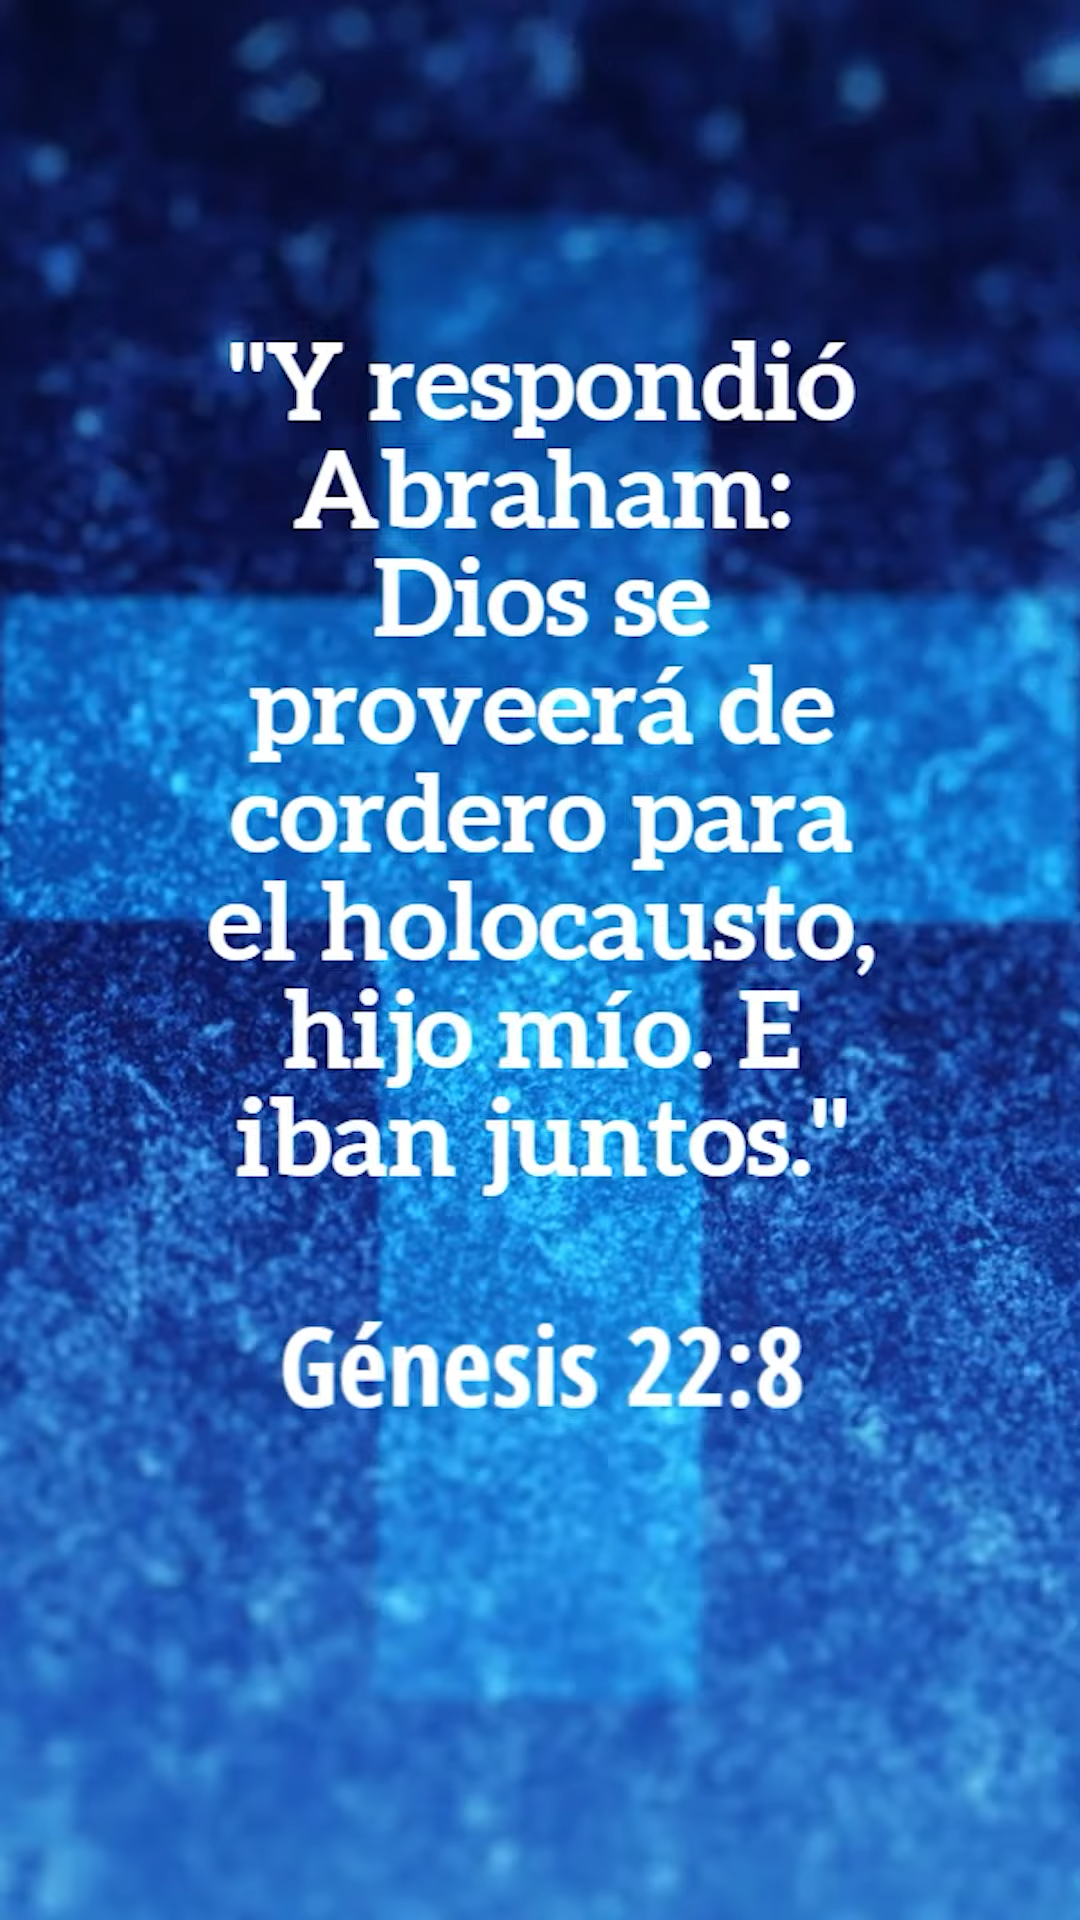 "Y respondió
Abraham:
Dios se
proveerá de
cordero para
el holocausto,
hijo mío. E
iban juntos."
Génesis 22:8